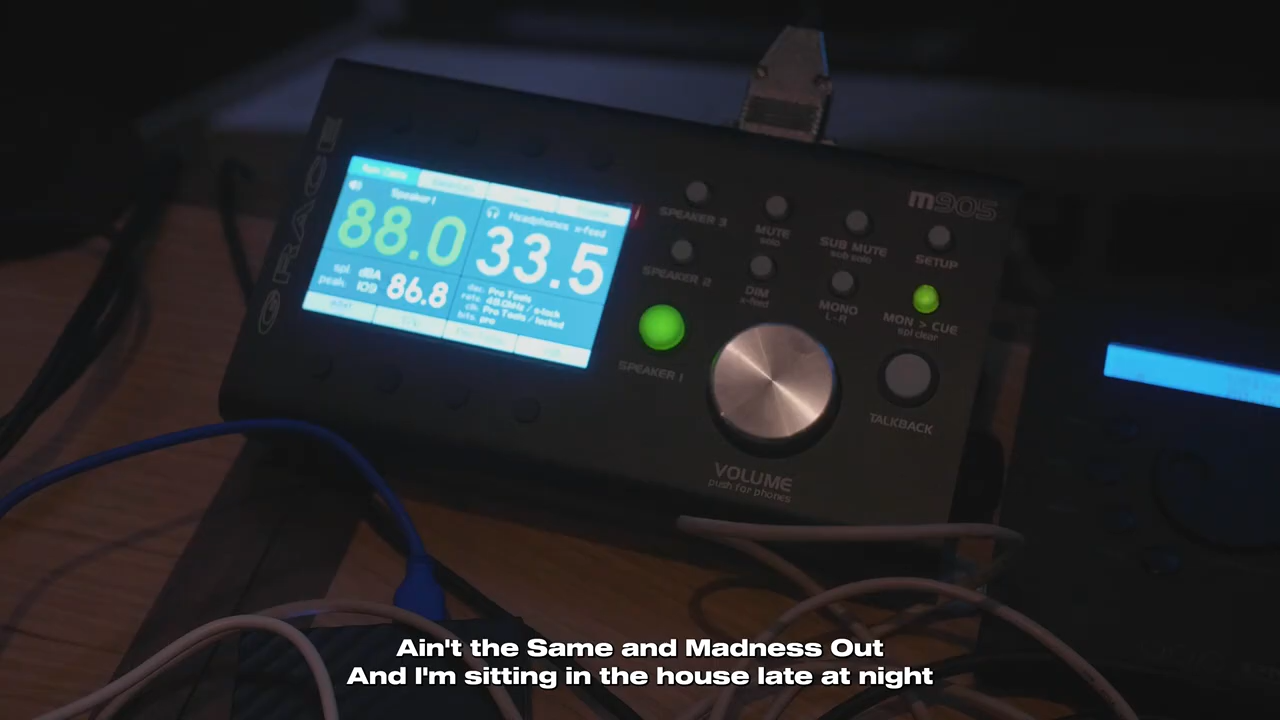 GRACE
m905
Speaker 1
88.0
spl dBA
peak 109
86.8
Headphones x-feed
33.5
dac: Pro Tools
rate: 48.0kHz / s-lock
clk: Pro Tools / locked
bits: pro
SPEAKER 3
MUTE
solo
SUB MUTE
sub solo
SETUP
SPEAKER 2
DIM
x-feed
MONO
L-R
MON > CUE
spl clear
SPEAKER 1
TALKBACK
VOLUME
push for phones
Ain't the Same and Madness Out
And I'm sitting in the house late at night